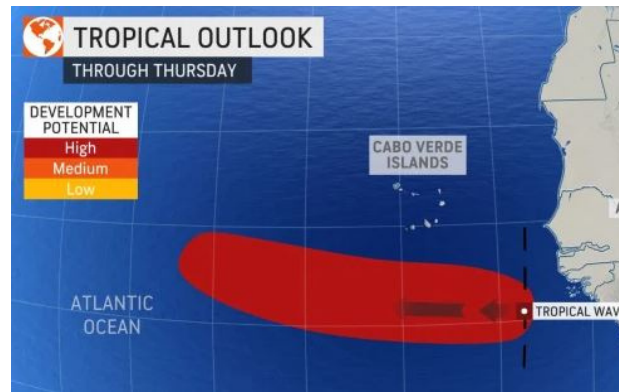 TROPICAL OUTLOOK
THROUGH THURSDAY
DEVELOPMENT
POTENTIAL
High
Medium
Low
CABO VERDE
ISLANDS
A
ATLANTIC
OCEAN
TROPICAL WAV